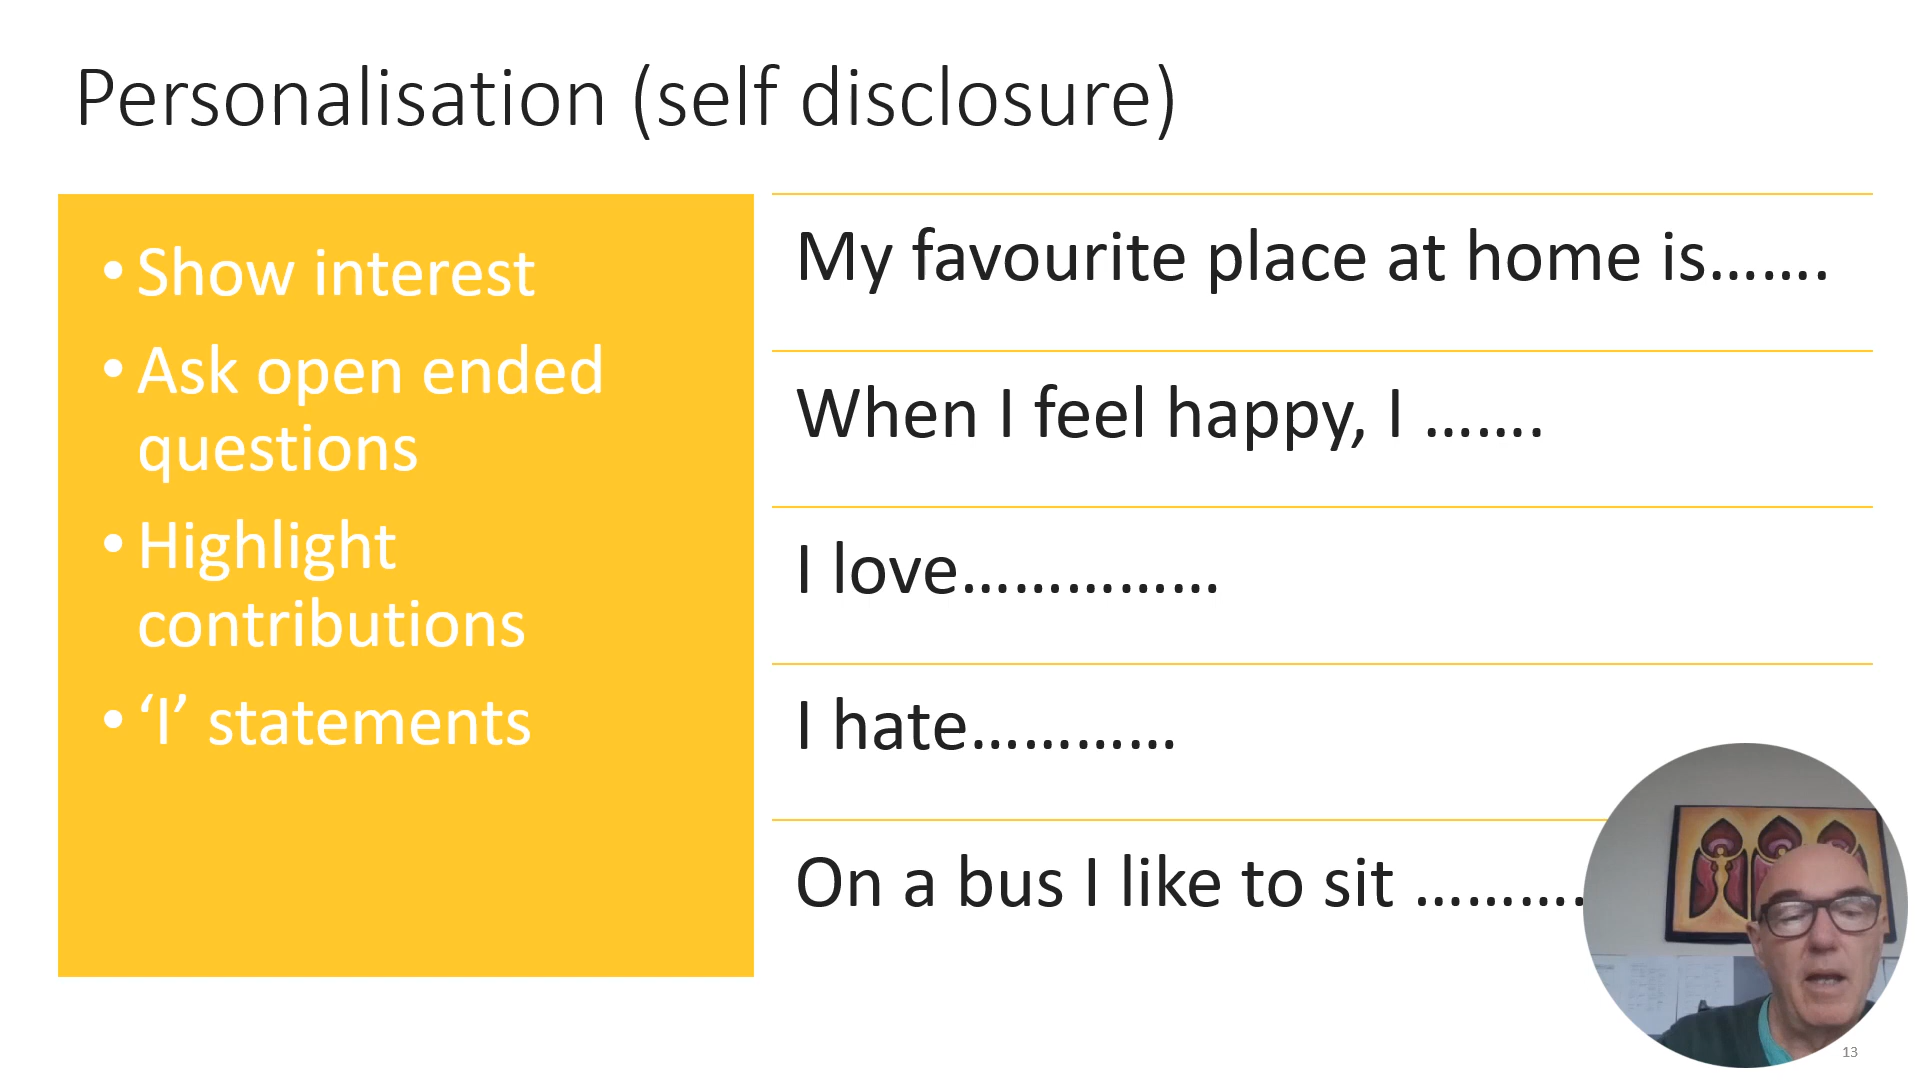 Personalisation (self disclosure)
• Show interest
• Ask open ended
questions
• Highlight
contributions
• ‘I’ statements
My favourite place at home is…….
When I feel happy, I …….
I love……………
I hate…………
On a bus I like to sit ……….
13